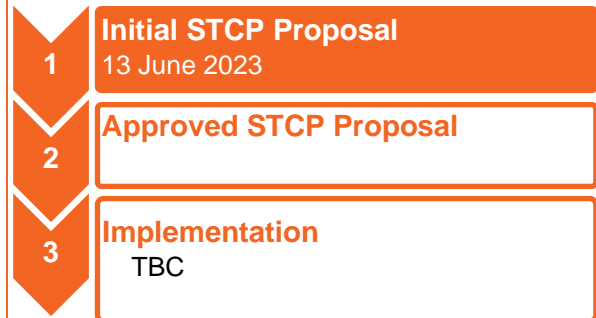 1
Initial STCP Proposal
13 June 2023
2
Approved STCP Proposal
3
Implementation
TBC